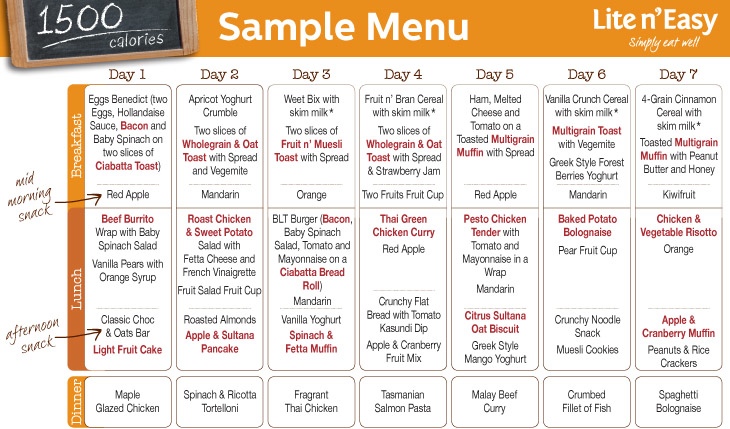 1500
calories
Sample Menu
Lite n' Easy
Simply eat well
Day 1
Day 2
Day 3
Day 4
Day 5
Day 6
Day 7
Breakfast
Eggs Benedict (two
Eggs, Hollandaise
Sauce, Bacon and
Baby Spinach on
two slices of
Ciabatta Toast)
Apricot Yoghurt
Crumble
Two slices of
Wholegrain & Oat
Toast with Spread
and Vegemite
Weet Bix with
skim milk*
Two slices of
Fruit n' Muesli
Toast with Spread
Fruit n' Bran Cereal
with skim milk*
Two slices of
Wholegrain & Oat
Toast with Spread
& Strawberry Jam
Ham, Melted
Cheese and
Tomato on a
Toasted Multigrain
Muffin with Spread
Vanilla Crunch Cereal
with skim milk*
Multigrain Toast
with Vegemite
Greek Style Forest
Berries Yoghurt
4-Grain Cinnamon
Cereal with
skim milk*
Toasted Multigrain
Muffin with Peanut
Butter and Honey
mid
morning
snack
Red Apple
Mandarin
Orange
Two Fruits Fruit Cup
Red Apple
Mandarin
Kiwifruit
Lunch
Beef Burrito
Wrap with Baby
Spinach Salad
Vanilla Pears with
Orange Syrup
Roast Chicken
& Sweet Potato
Salad with
Fetta Cheese and
French Vinaigrette
Fruit Salad Fruit Cup
BLT Burger (Bacon,
Baby Spinach
Salad, Tomato and
Mayonnaise on a
Ciabatta Bread
Roll)
Mandarin
Thai Green
Chicken Curry
Red Apple
Pesto Chicken
Tender with
Tomato and
Mayonnaise in a
Wrap
Mandarin
Baked Potato
Bolognaise
Pear Fruit Cup
Chicken &
Vegetable Risotto
Orange
afternoon
snack
Classic Choc
& Oats Bar
Light Fruit Cake
Roasted Almonds
Apple & Sultana
Pancake
Vanilla Yoghurt
Spinach &
Fetta Muffin
Crunchy Flat
Bread with Tomato
Kasundi Dip
Apple & Cranberry
Fruit Mix
Citrus Sultana
Oat Biscuit
Greek Style
Mango Yoghurt
Crunchy Noodle
Snack
Muesli Cookies
Apple &
Cranberry Muffin
Peanuts & Rice
Crackers
Dinner
Maple
Glazed Chicken
Spinach & Ricotta
Tortelloni
Fragrant
Thai Chicken
Tasmanian
Salmon Pasta
Malay Beef
Curry
Crumbed
Fillet of Fish
Spaghetti
Bolognaise